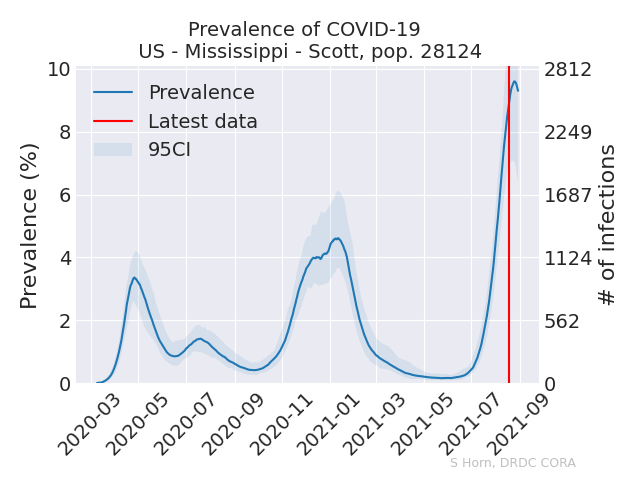 Prevalence of COVID-19
US - Mississippi - Scott, pop. 28124
Prevalence (%)
10
8
6
4
2
0
Prevalence
Latest data
95CI
2812
2249
1687
1124
562
0
# of infections
2020-03
2020-05
2020-07
2020-09
2020-11
2021-01
2021-03
2021-05
2021-07
2021-09
S Horn, DRDC CORA